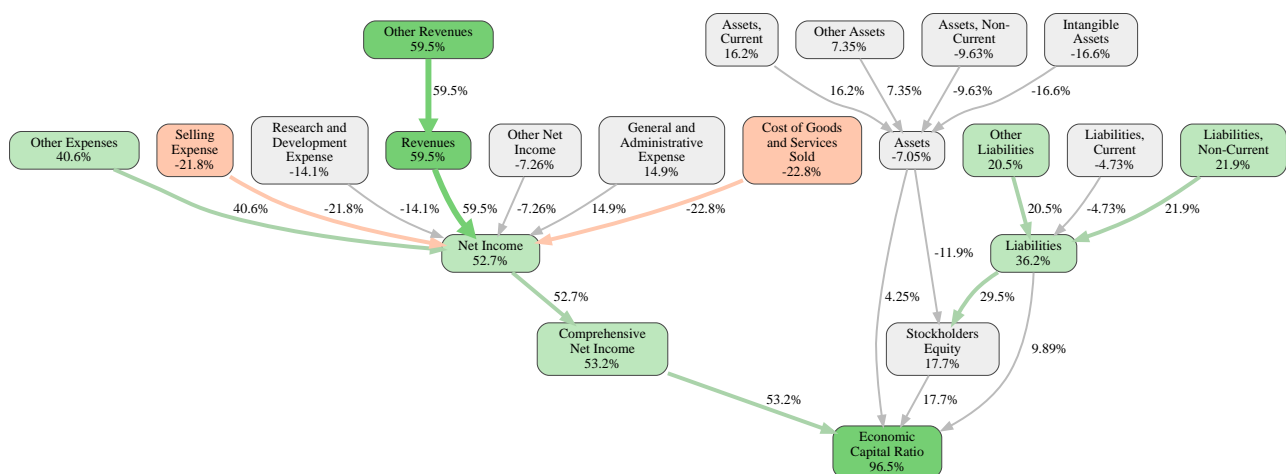 Other Revenues
59.5%
Assets,
Current
16.2%
Other Assets
7.35%
Assets, Non-
Current
-9.63%
Intangible
Assets
-16.6%
59.5%
16.2%
7.35%
-9.63%
-16.6%
Other Expenses
40.6%
Selling
Expense
-21.8%
Research and
Development
Expense
-14.1%
Revenues
59.5%
Other Net
Income
-7.26%
General and
Administrative
Expense
14.9%
Cost of Goods
and Services
Sold
-22.8%
Assets
-7.05%
Other
Liabilities
20.5%
Liabilities,
Current
-4.73%
Liabilities,
Non-Current
21.9%
40.6%
-21.8%
-14.1%
59.5%
-7.26%
14.9%
-22.8%
20.5%
-4.73%
21.9%
Net Income
52.7%
Liabilities
36.2%
-11.9%
52.7%
4.25%
29.5%
9.89%
Comprehensive
Net Income
53.2%
Stockholders
Equity
17.7%
53.2%
17.7%
Economic
Capital Ratio
96.5%